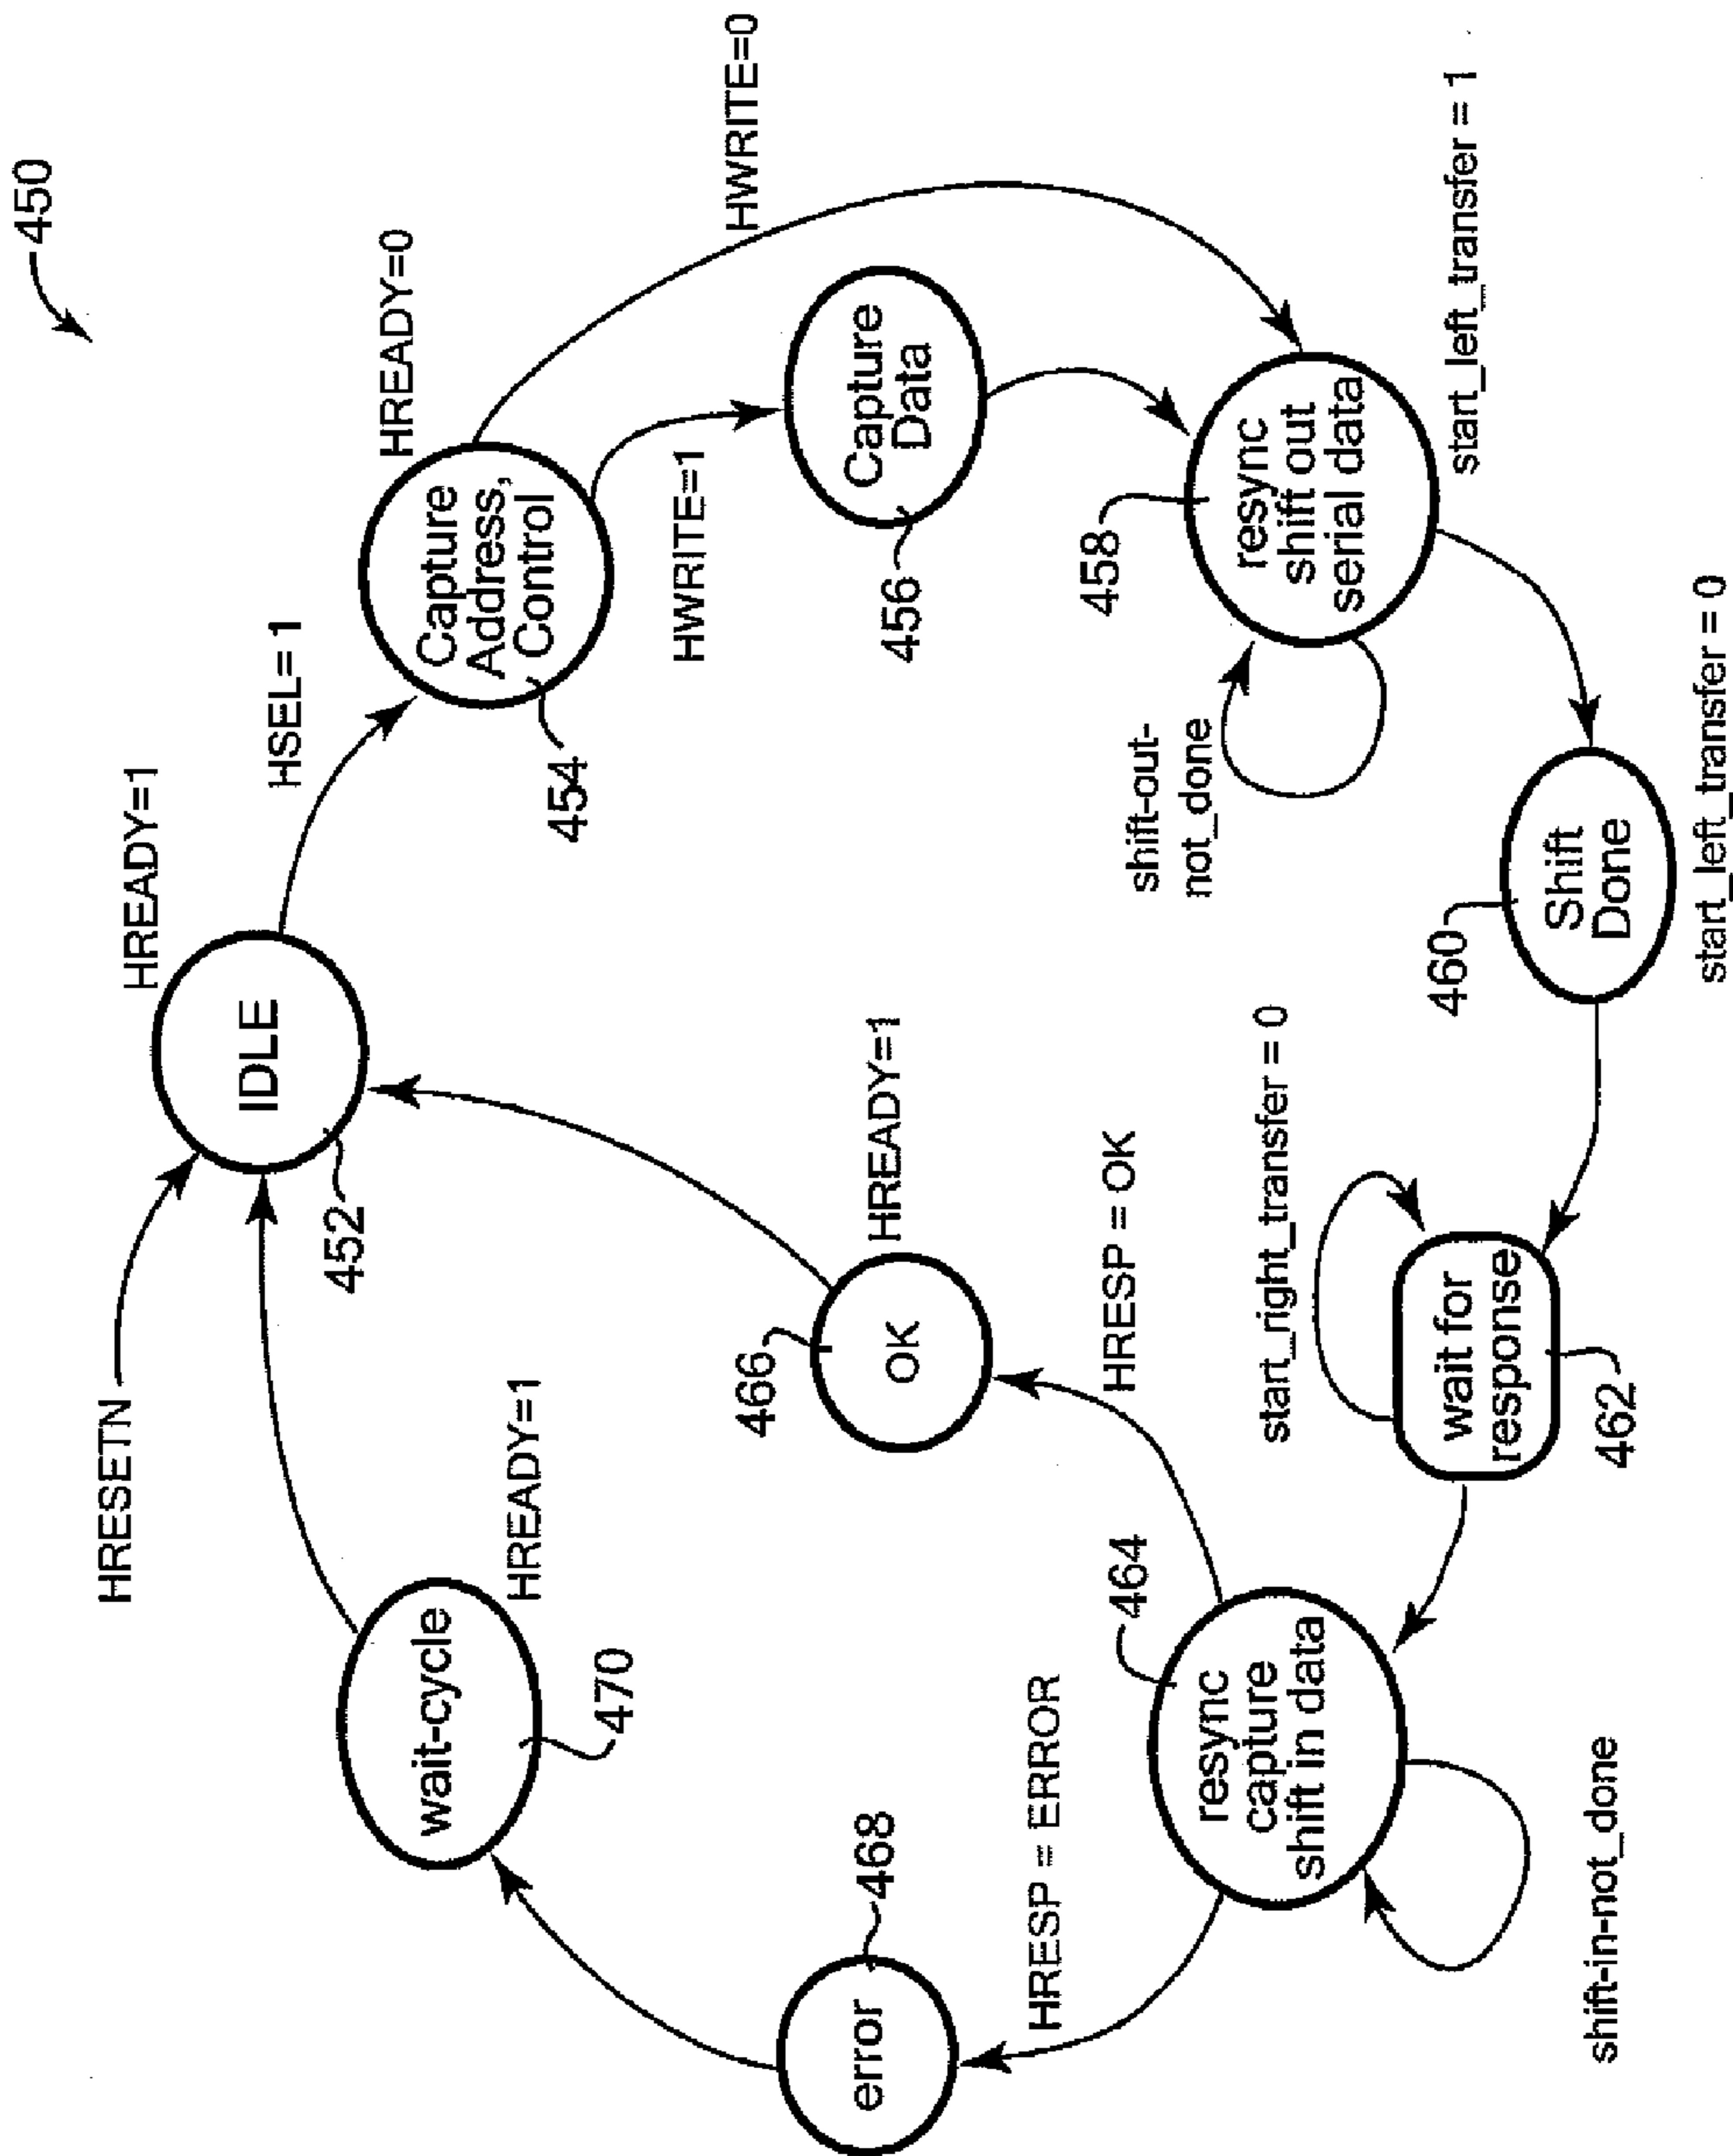 450
HRESETN
HREADY=1
IDLE
452
HSEL=1
HREADY=0
Capture
Address,
Control
454
HWRITE=0
HWRITE=1
Capture
Data
456
458
resync
shift out
serial data
start_left_transfer = 1
shift-out-
not_done
460
Shift
Done
start_left_transfer = 0
start_right_transfer = 0
wait for
response
462
464
resync
capture
shift in data
shift-in-not_done
HRESP = OK
466
OK
HREADY=1
HRESP = ERROR
468
error
wait-cycle
470
HREADY=1